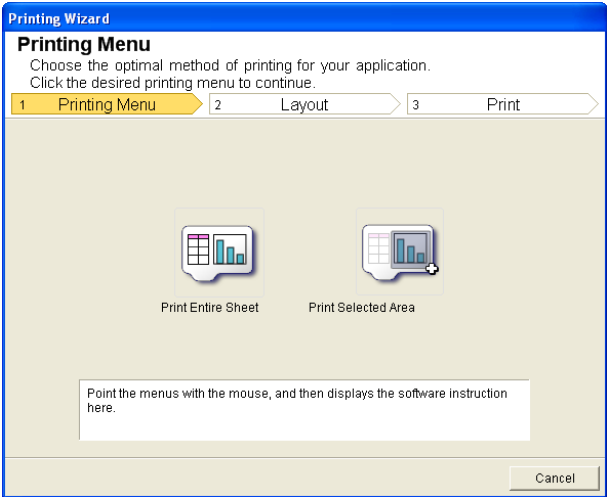 Printing Wizard
Printing Menu
Choose the optimal method of printing for your application.
Click the desired printing menu to continue.
1 Printing Menu 2 Layout 3 Print
Print Entire Sheet Print Selected Area
Point the menus with the mouse, and then displays the software instruction
here.
Cancel